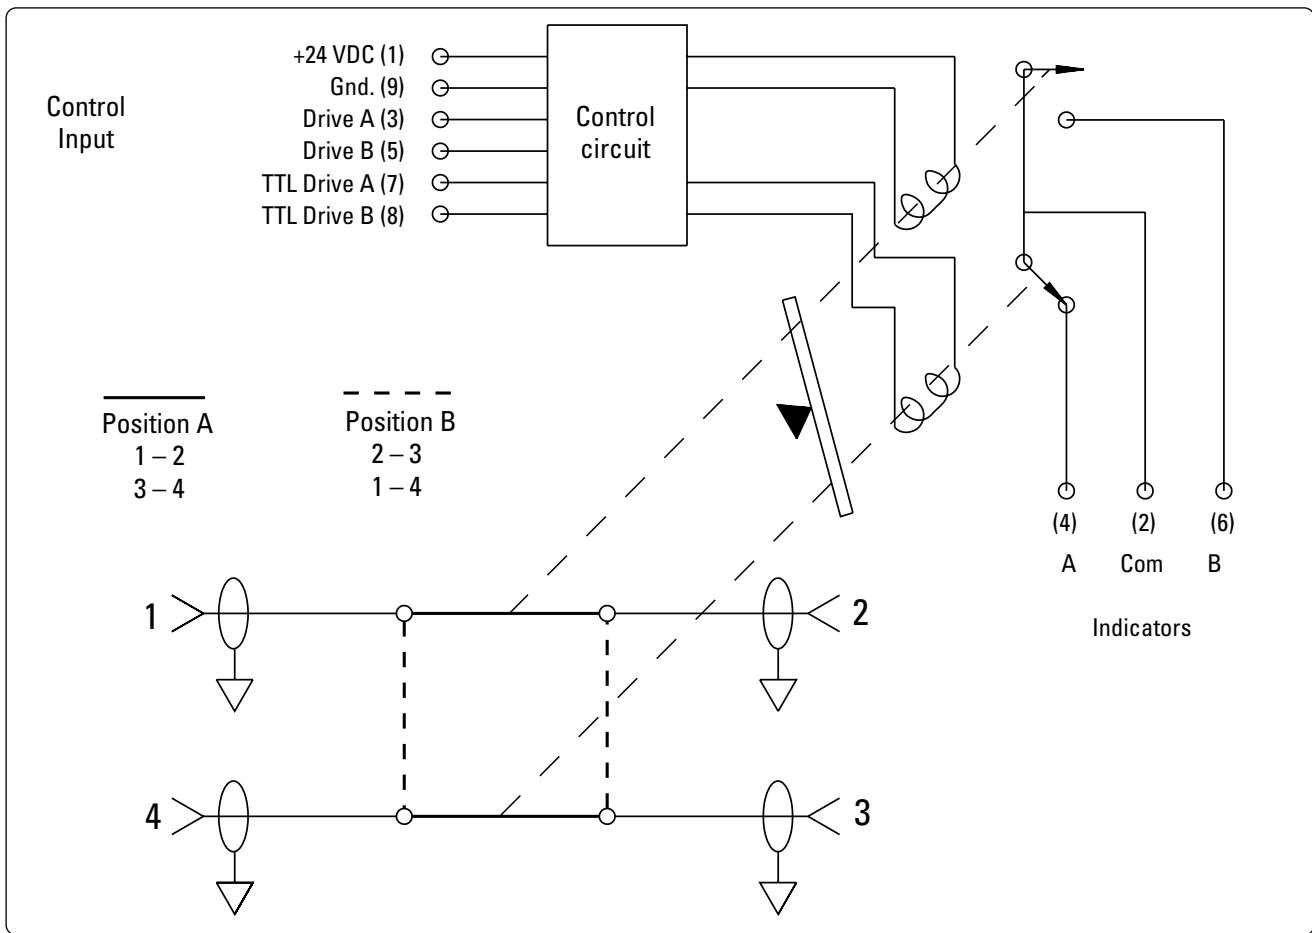 Control
Input
+24 VDC (1)
Gnd. (9)
Drive A (3)
Drive B (5)
TTL Drive A (7)
TTL Drive B (8)
Control
circuit
Position A
1 – 2
3 – 4
Position B
2 – 3
1 – 4
(4)
(2)
(6)
A
Com
B
Indicators
1
2
4
3